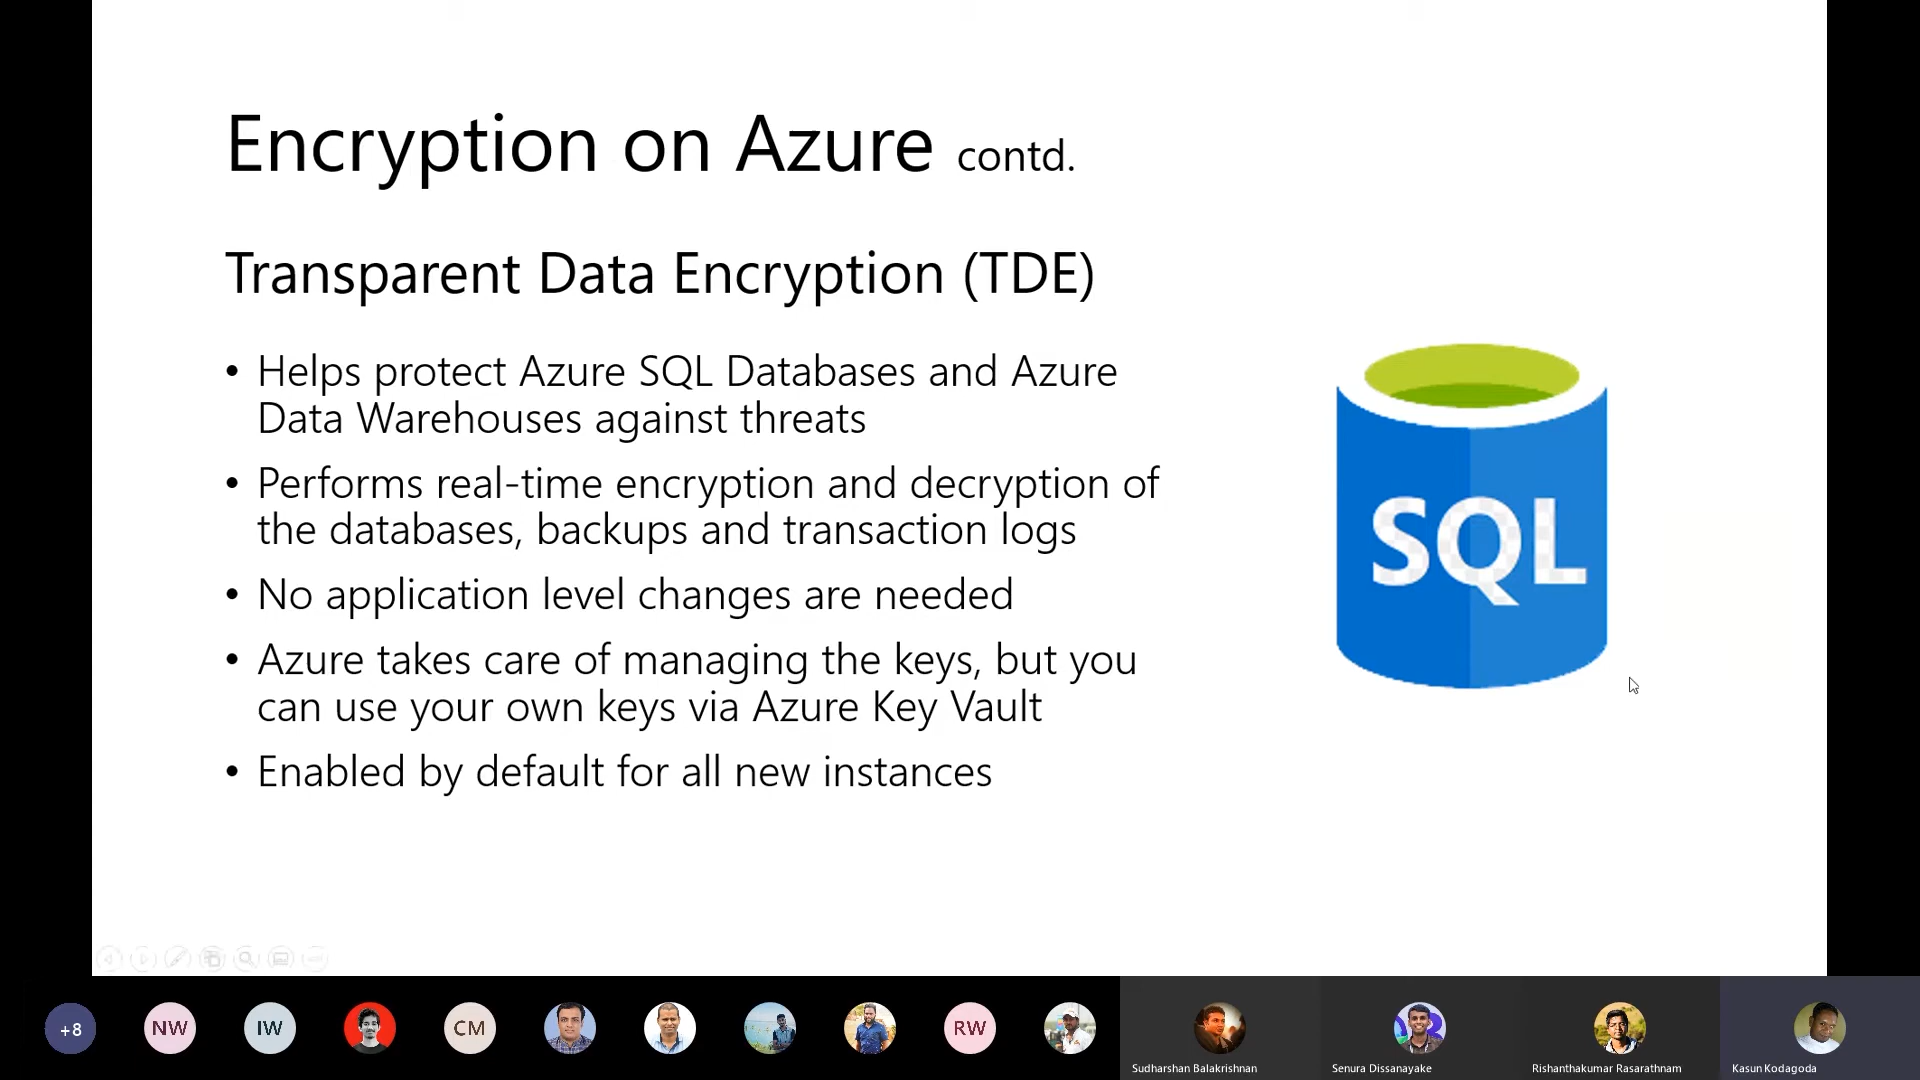 Encryption on Azure contd.
Transparent Data Encryption (TDE)
• Helps protect Azure SQL Databases and Azure
Data Warehouses against threats
• Performs real-time encryption and decryption of
the databases, backups and transaction logs
• No application level changes are needed
• Azure takes care of managing the keys, but you
can use your own keys via Azure Key Vault
• Enabled by default for all new instances
SQL
+8
NW
IW
CM
RW
Sudharshan Balakrishnan
Senura Dissanayake
Rishanthakumar Rasarathnam
Kasun Kodagoda